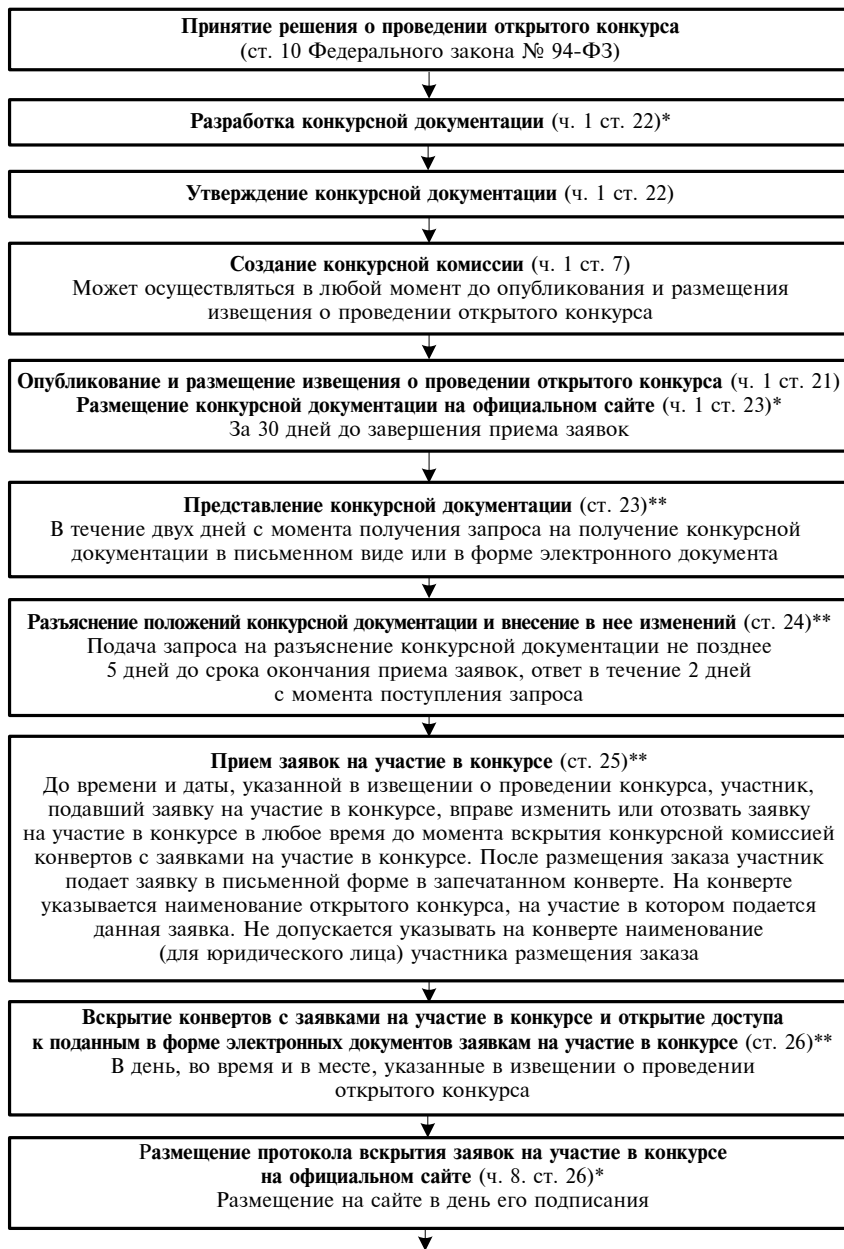 Принятие решения о проведении открытого конкурса
(ст. 10 Федерального закона № 94-ФЗ)
Разработка конкурсной документации (ч. 1 ст. 22)*
Утверждение конкурсной документации (ч. 1 ст. 22)
Создание конкурсной комиссии (ч. 1 ст. 7)
Может осуществляться в любой момент до опубликования и размещения
извещения о проведении открытого конкурса
Опубликование и размещение извещения о проведении открытого конкурса (ч. 1 ст. 21)
Размещение конкурсной документации на официальном сайте (ч. 1 ст. 23)*
За 30 дней до завершения приема заявок
Представление конкурсной документации (ст. 23)**
В течение двух дней с момента получения запроса на получение конкурсной
документации в письменном виде или в форме электронного документа
Разъяснение положений конкурсной документации и внесение в нее изменений (ст. 24)**
Подача запроса на разъяснение конкурсной документации не позднее
5 дней до срока окончания приема заявок, ответ в течение 2 дней
с момента поступления запроса
Прием заявок на участие в конкурсе (ст. 25)**
До времени и даты, указанной в извещении о проведении конкурса, участник,
подавший заявку на участие в конкурсе, вправе изменить или отозвать заявку
на участие в конкурсе в любое время до момента вскрытия конкурсной комиссией
конвертов с заявками на участие в конкурсе. После размещения заказа участник
подает заявку в письменной форме в запечатанном конверте. На конверте
указывается наименование открытого конкурса, на участие в котором подается
данная заявка. Не допускается указывать на конверте наименование
(для юридического лица) участника размещения заказа
Вскрытие конвертов с заявками на участие в конкурсе и открытие доступа
к поданным в форме электронных документов заявкам на участие в конкурсе (ст. 26)**
В день, во время и в месте, указанные в извещении о проведении
открытого конкурса
Размещение протокола вскрытия заявок на участие в конкурсе
на официальном сайте (ч. 8. ст. 26)*
Размещение на сайте в день его подписания